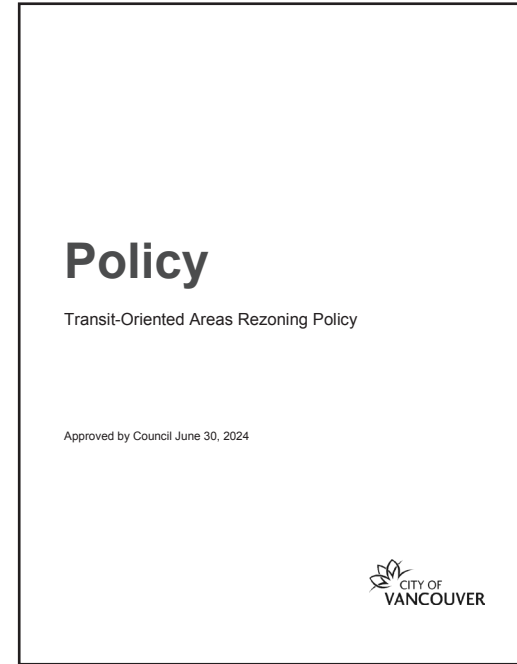 Policy
Transit-Oriented Areas Rezoning Policy
Approved by Council June 30, 2024
CITY OF
VANCOUVER